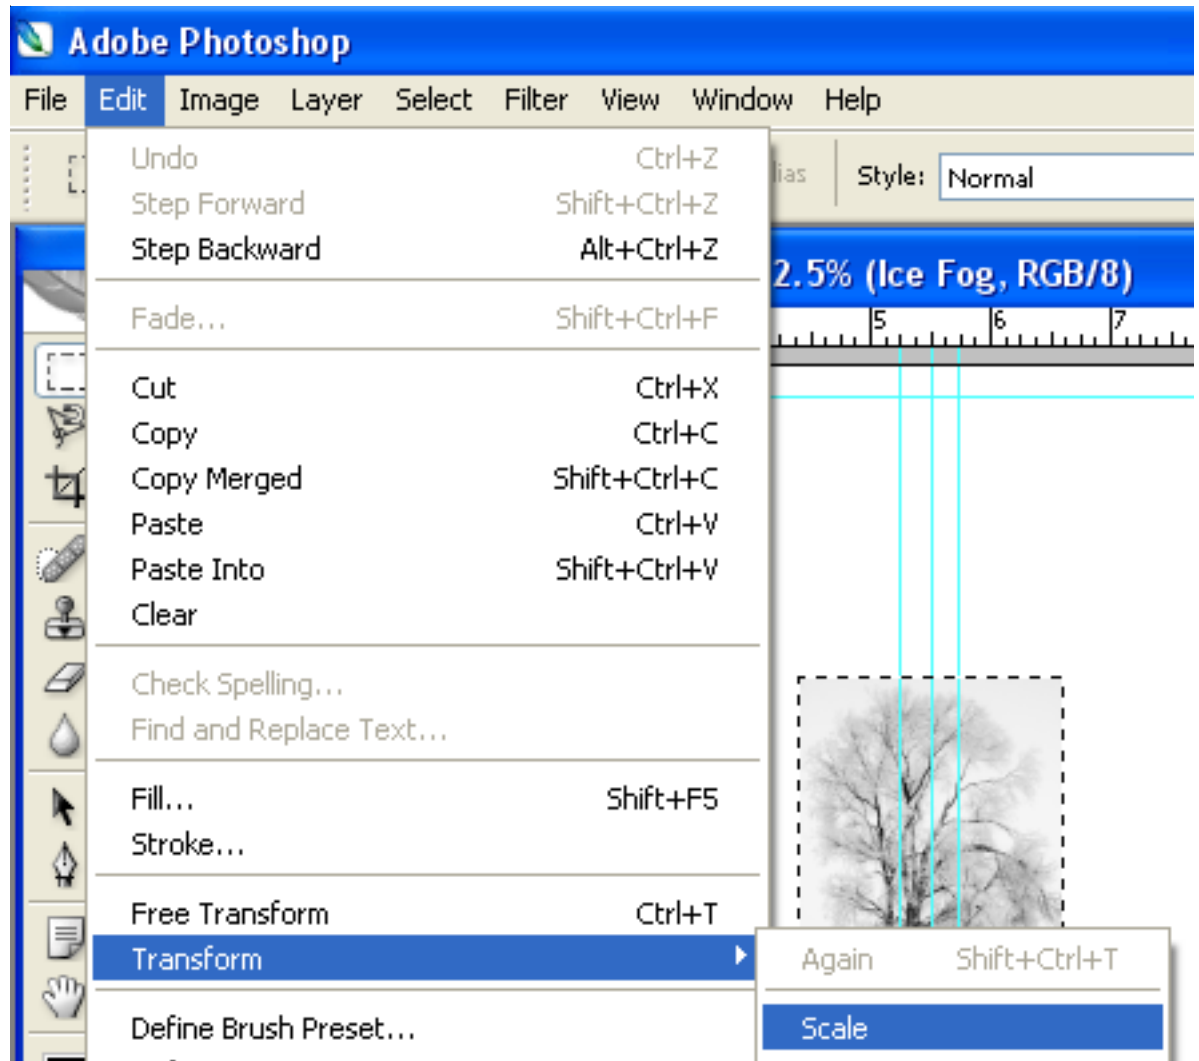 Adobe Photoshop
File Edit Image Layer Select Filter View Window Help
Style: Normal
Undo Ctrl+Z
Step Forward Shift+Ctrl+Z
Step Backward Alt+Ctrl+Z
2.5% (Ice Fog, RGB/8)
Fade... Shift+Ctrl+F
5 6 7
Cut Ctrl+X
Copy Ctrl+C
Copy Merged Shift+Ctrl+C
Paste Ctrl+V
Paste Into Shift+Ctrl+V
Clear
Check Spelling...
Find and Replace Text...
Fill... Shift+F5
Stroke...
Free Transform Ctrl+T
Transform
Again Shift+Ctrl+T
Define Brush Preset...
Scale